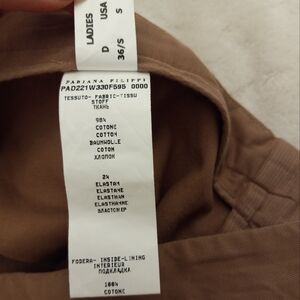 LADIES
USA
D
S
36/S
FABIANA FILIPPI
PAD221W330F595 0000
TESSUTO- FABRIC-TISSU
STOFF
ТКАНЬ
98%
COTONE
COTTON
BAUMWOLLE
COTON
ХЛОПОК
2%
ELASTAN
ELASTANE
ELASTHAN
ELASTHANNE
ЭЛАСТОМЕР
FODERA- INSIDE-LINING
INTERIEUR
ПОДКЛАДКА
100%
COTONE